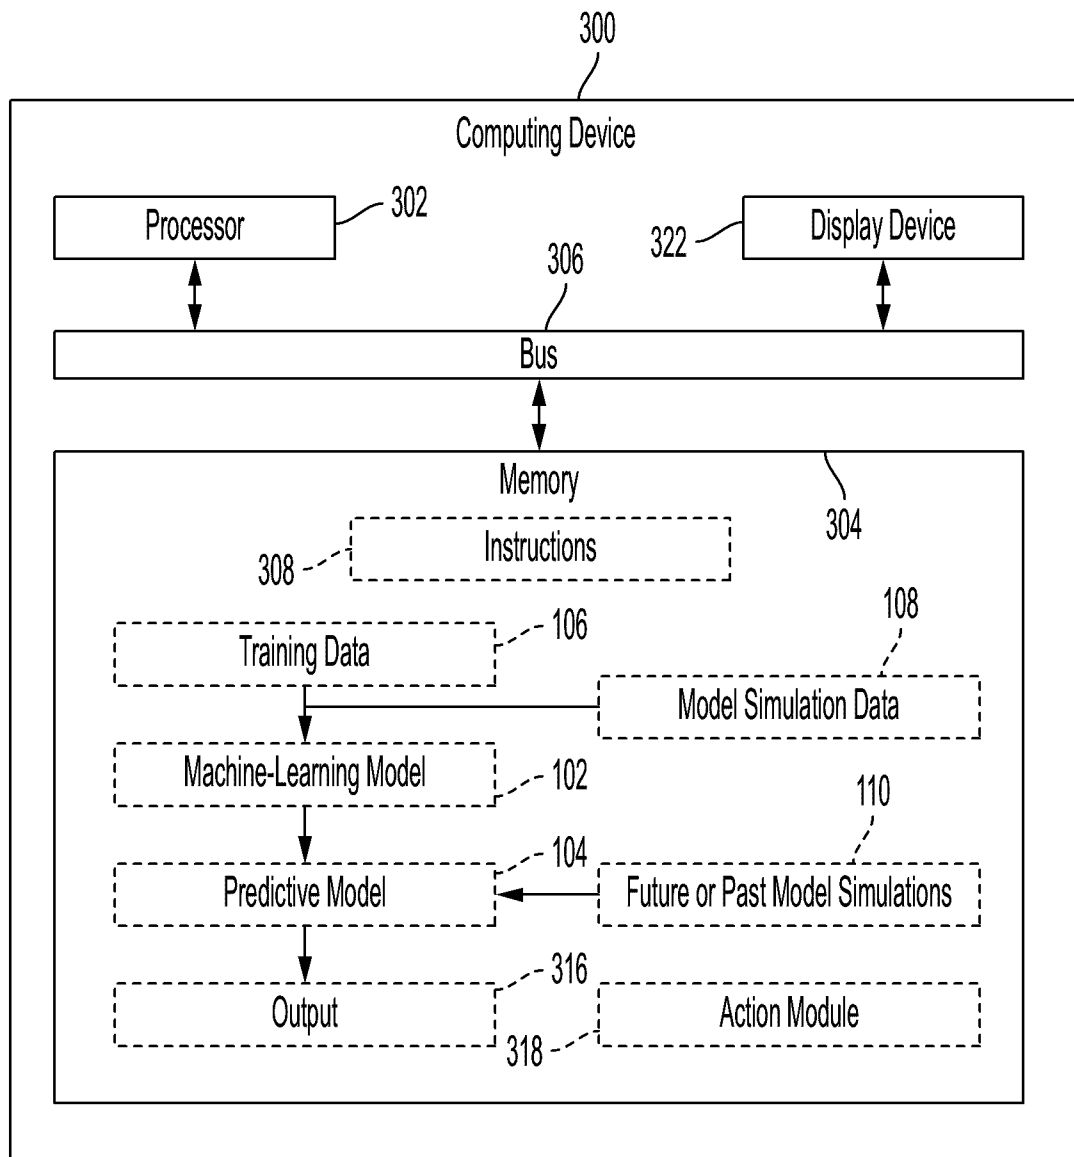 300
Computing Device
Processor
302
322
Display Device
306
Bus
Memory
304
308
Instructions
106
Training Data
108
Model Simulation Data
Machine-Learning Model
102
110
104
Predictive Model
Future or Past Model Simulations
316
Output
318
Action Module